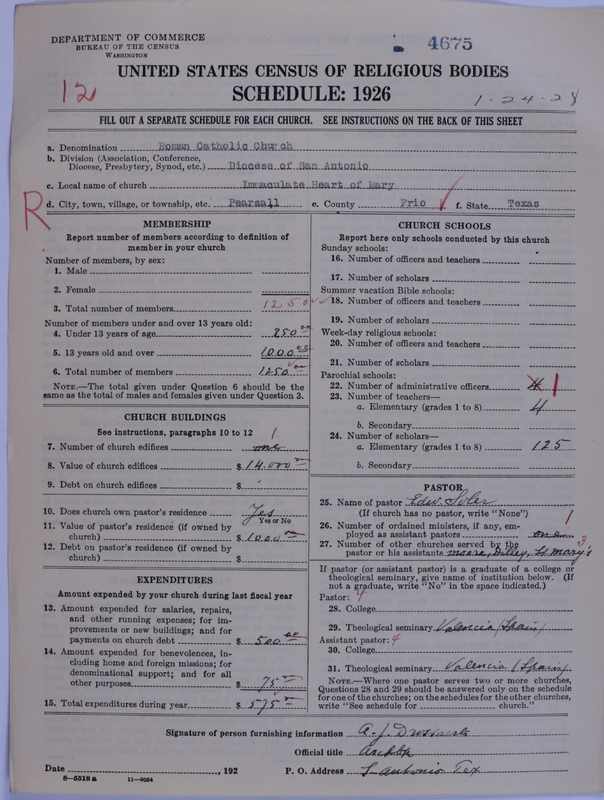 DEPARTMENT OF COMMERCE
BUREAU OF THE CENSUS
WASHINGTON
4675
UNITED STATES CENSUS OF RELIGIOUS BODIES
12
SCHEDULE: 1926
1-24-28
FILL OUT A SEPARATE SCHEDULE FOR EACH CHURCH. SEE INSTRUCTIONS ON THE BACK OF THIS SHEET
a. Denomination Roman Catholic Church
b. Division (Association, Conference, Diocese, Presbytery, Synod, etc.) Diocese of San Antonio
c. Local name of church Immaculate Heart of Mary
R
d. City, town, village, or township, etc. Pearsall e. County Frio f. State Texas
MEMBERSHIP
Report number of members according to definition of
member in your church
Number of members, by sex:
1. Male
2. Female
3. Total number of members 1250
Number of members under and over 13 years old:
4. Under 13 years of age 250
5. 13 years old and over 1000
6. Total number of members 1250
NOTE.—The total given under Question 6 should be the
same as the total of males and females given under Question 3.
CHURCH BUILDINGS
See instructions, paragraphs 10 to 12
7. Number of church edifices one 1
8. Value of church edifices $ 14.000
9. Debt on church edifices $
10. Does church own pastor's residence Yes
Yes or No
11. Value of pastor's residence (if owned by
church) $ 1000
12. Debt on pastor's residence (if owned by
church) $
EXPENDITURES
Amount expended by your church during last fiscal year
13. Amount expended for salaries, repairs,
and other running expenses; for im-
provements or new buildings; and for
payments on church debt $ 500
14. Amount expended for benevolences, in-
cluding home and foreign missions; for
denominational support; and for all
other purposes $ 75
15. Total expenditures during year $ 575
CHURCH SCHOOLS
Report here only schools conducted by this church
Sunday schools:
16. Number of officers and teachers
17. Number of scholars
Summer vacation Bible schools:
18. Number of officers and teachers
19. Number of scholars
Week-day religious schools:
20. Number of officers and teachers
21. Number of scholars
Parochial schools:
22. Number of administrative officers 4 1
23. Number of teachers—
a. Elementary (grades 1 to 8) 4
b. Secondary
24. Number of scholars—
a. Elementary (grades 1 to 8) 125
b. Secondary
PASTOR
25. Name of pastor Edw. Soler
(If church has no pastor, write "None")
26. Number of ordained ministers, if any, em-
ployed as assistant pastors one 1
27. Number of other churches served by the 3
pastor or his assistants Moore, Dilley, St Mary's
If pastor (or assistant pastor) is a graduate of a college or
theological seminary, give name of institution below. (If
not a graduate, write "No" in the space indicated.)
Pastor: 4
28. College
29. Theological seminary Valencia (Spain)
Assistant pastor: 4
30. College
31. Theological seminary Valencia (Spain)
NOTE.—Where one pastor serves two or more churches,
Questions 28 and 29 should be answered only on the schedule
for one of the churches; on the schedules for the other churches,
write "See schedule for church."
Signature of person furnishing information A. J.
Official title Archbp
Date , 192 P. O. Address S. Antonio Tex
8-5518 a 11-9054